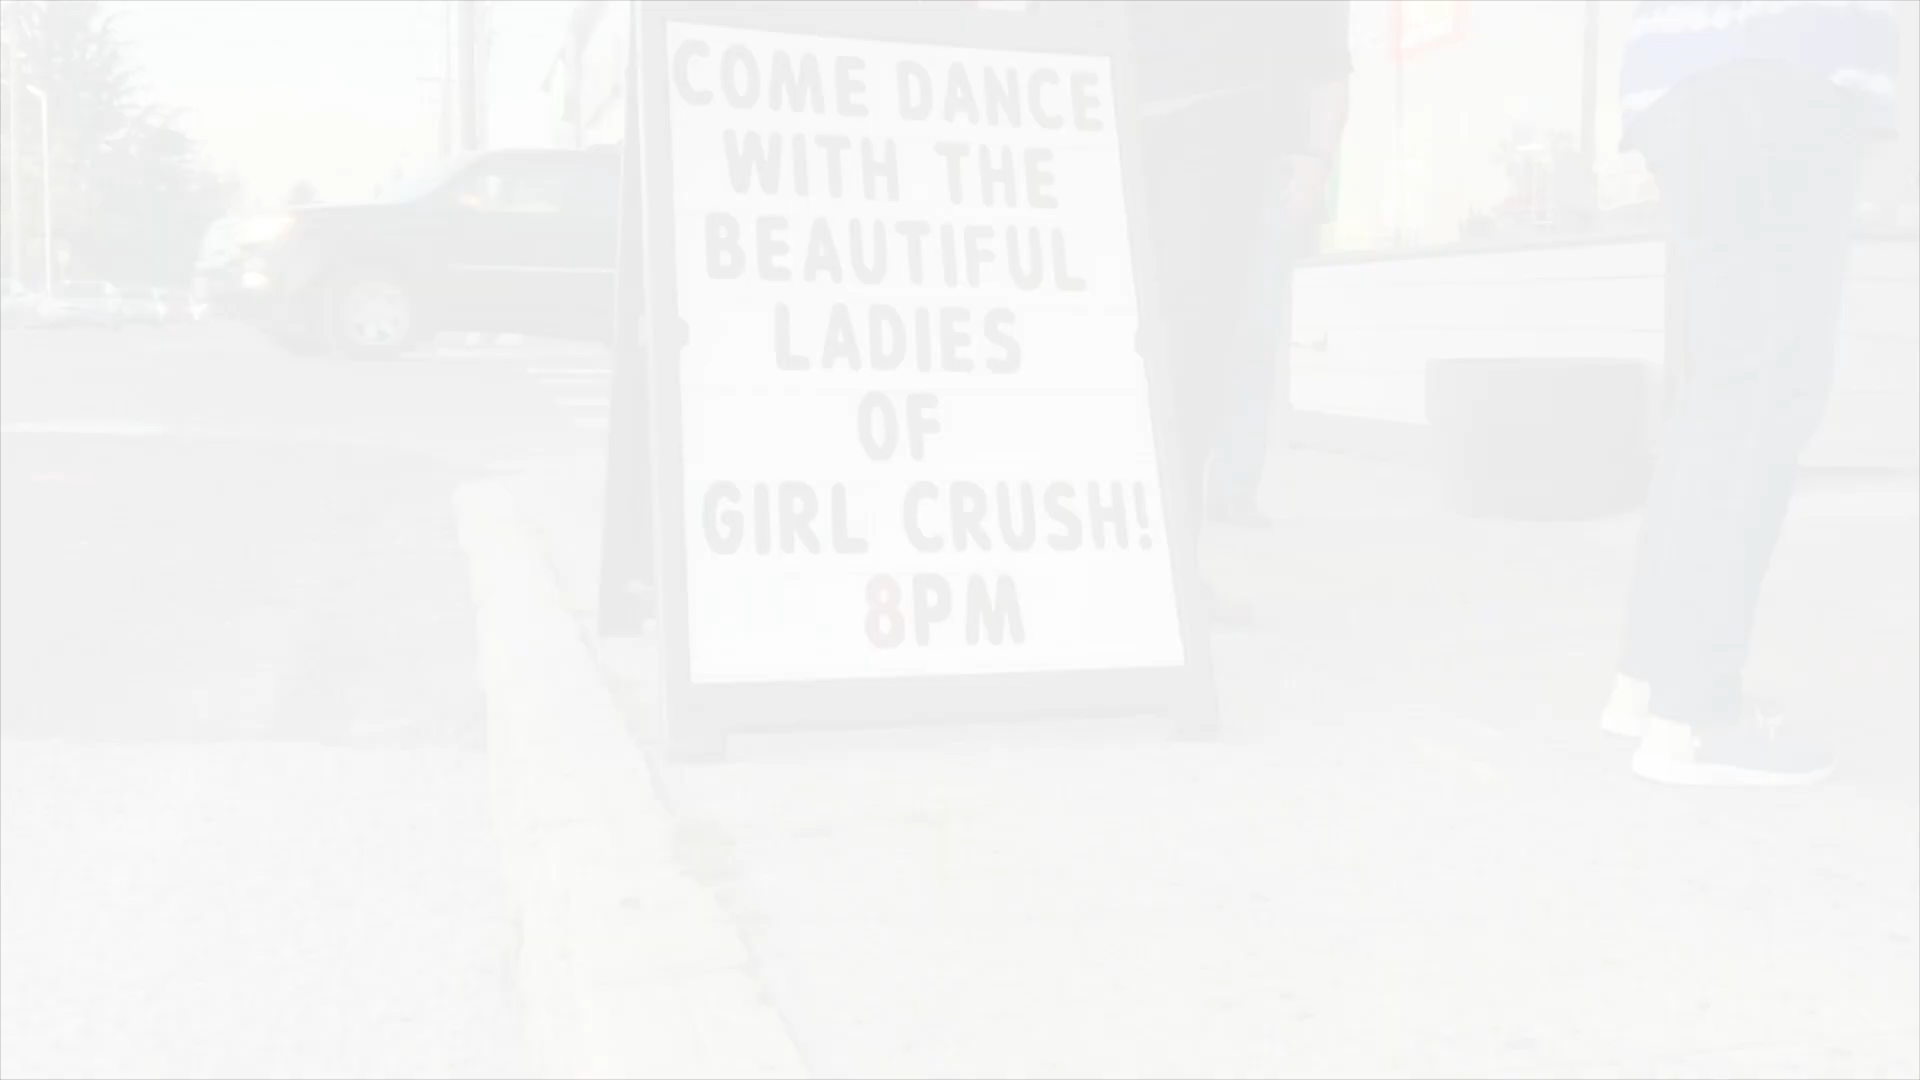 COME DANCE
WITH THE
BEAUTIFUL
LADIES
OF
GIRL CRUSH!
8PM